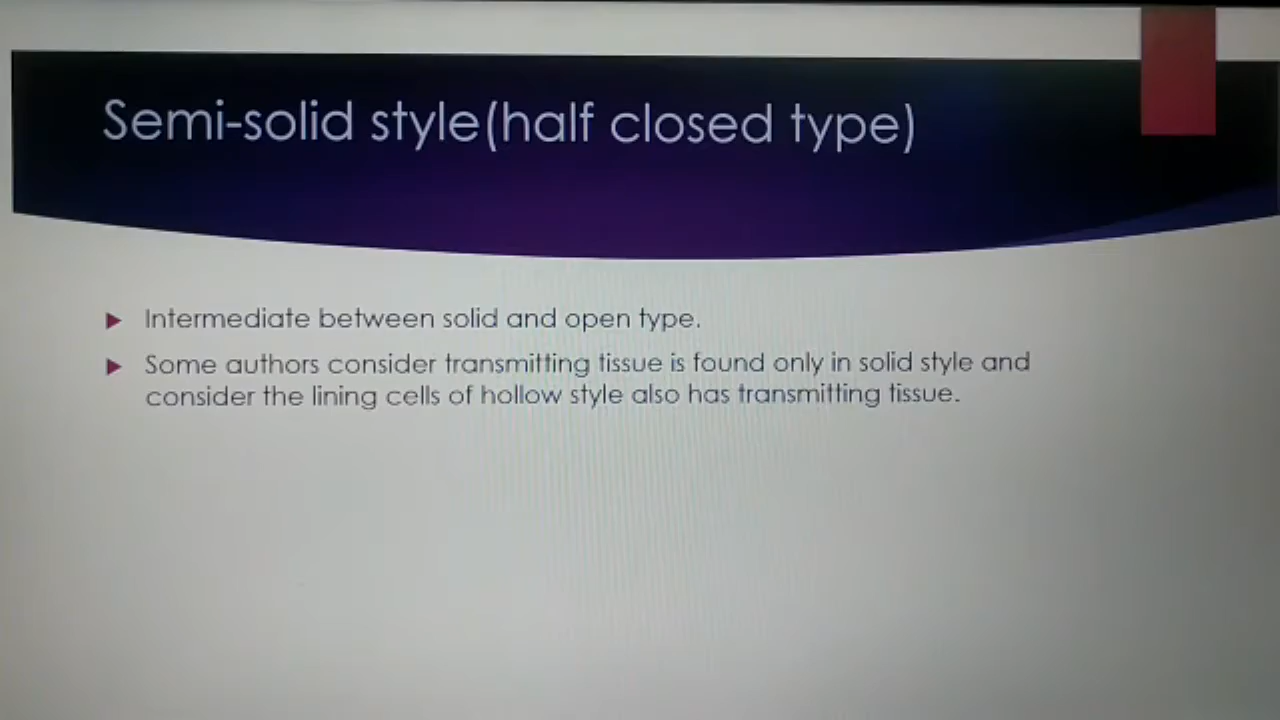 Semi-solid style(half closed type)
Intermediate between solid and open type.
Some authors consider transmitting tissue is found only in solid style and
consider the lining cells of hollow style also has transmitting tissue.